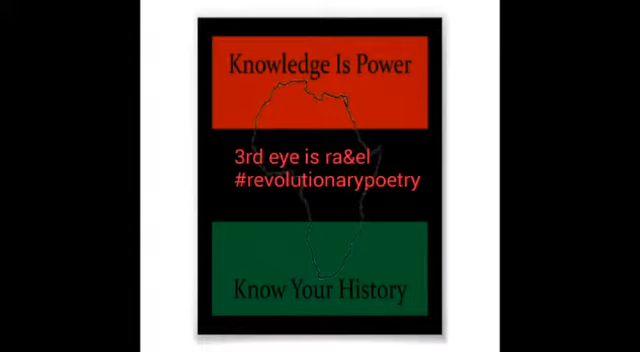 Knowledge Is Power
3rd eye is ra&el
#revolutionarypoetry
Know Your History